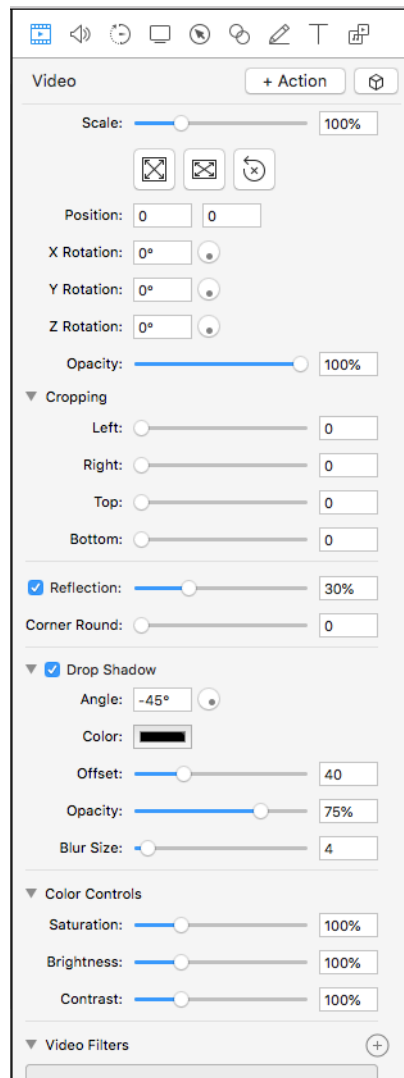 Video + Action
Scale: 100%
Position: 0 0
X Rotation: 0°
Y Rotation: 0°
Z Rotation: 0°
Opacity: 100%
Cropping
Left: 0
Right: 0
Top: 0
Bottom: 0
Reflection: 30%
Corner Round: 0
Drop Shadow
Angle: -45°
Color:
Offset: 40
Opacity: 75%
Blur Size: 4
Color Controls
Saturation: 100%
Brightness: 100%
Contrast: 100%
Video Filters